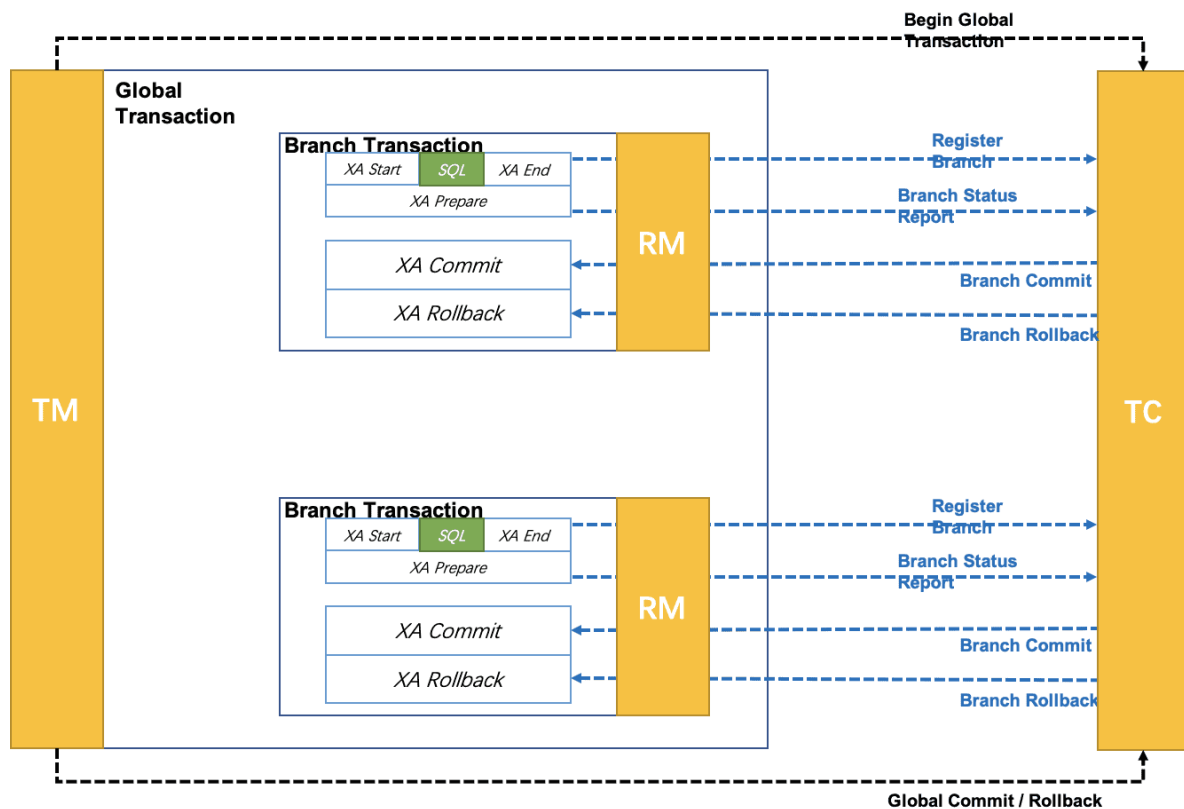 Begin Global
Transaction
Global
Transaction
Branch Transaction
XA Start
SQL
XA End
XA Prepare
XA Commit
XA Rollback
RM
Register
Branch
Branch Status
Report
Branch Commit
Branch Rollback
TM
TC
Branch Transaction
XA Start
SQL
XA End
XA Prepare
XA Commit
XA Rollback
RM
Register
Branch
Branch Status
Report
Branch Commit
Branch Rollback
Global Commit / Rollback